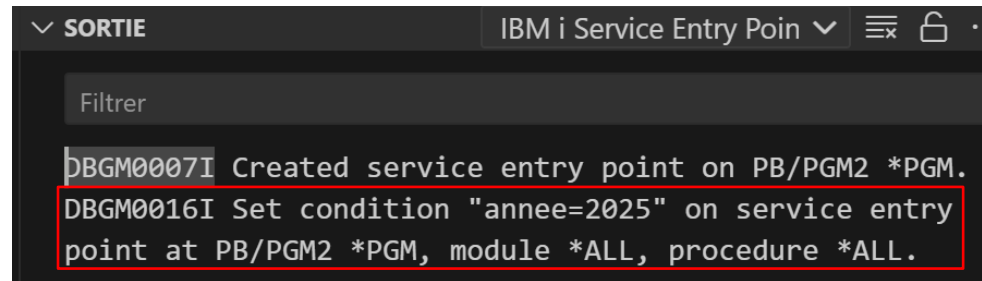 SORTIE
IBM i Service Entry Poin
Filtrer
DBGM0007I Created service entry point on PB/PGM2 *PGM.
DBGM0016I Set condition "annee=2025" on service entry
point at PB/PGM2 *PGM, module *ALL, procedure *ALL.